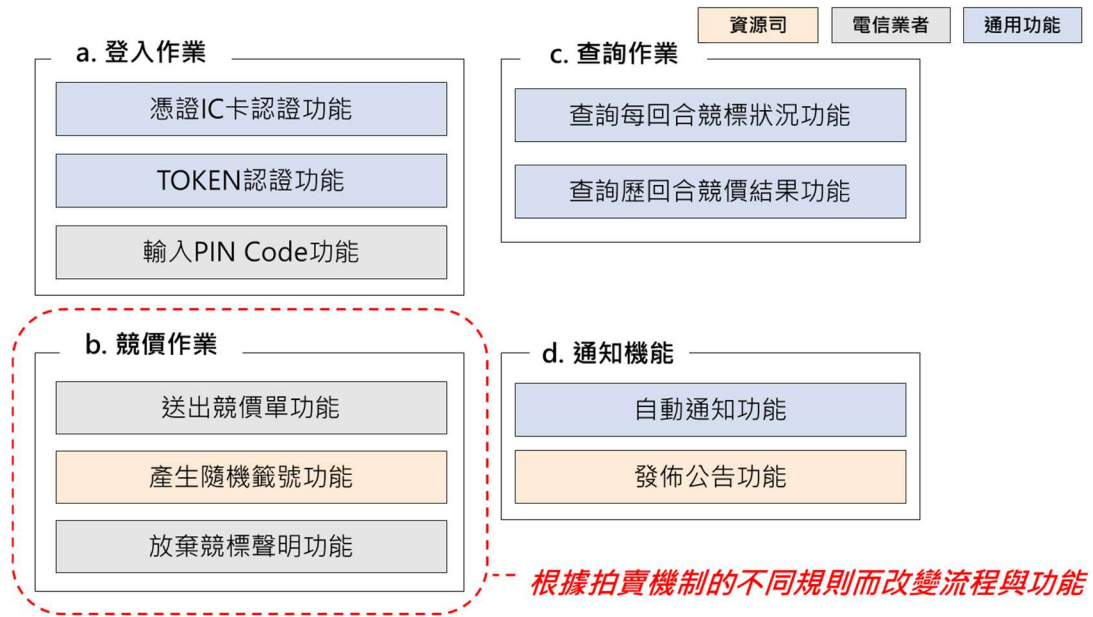 資源司
電信業者
通用功能
a. 登入作業
憑證IC卡認證功能
TOKEN認證功能
輸入PIN Code功能
c. 查詢作業
查詢每回合競標狀況功能
查詢歷回合競價結果功能
b. 競價作業
送出競價單功能
產生隨機籤號功能
放棄競標聲明功能
d. 通知機能
自動通知功能
發佈公告功能
根據拍賣機制的不同規則而改變流程與功能